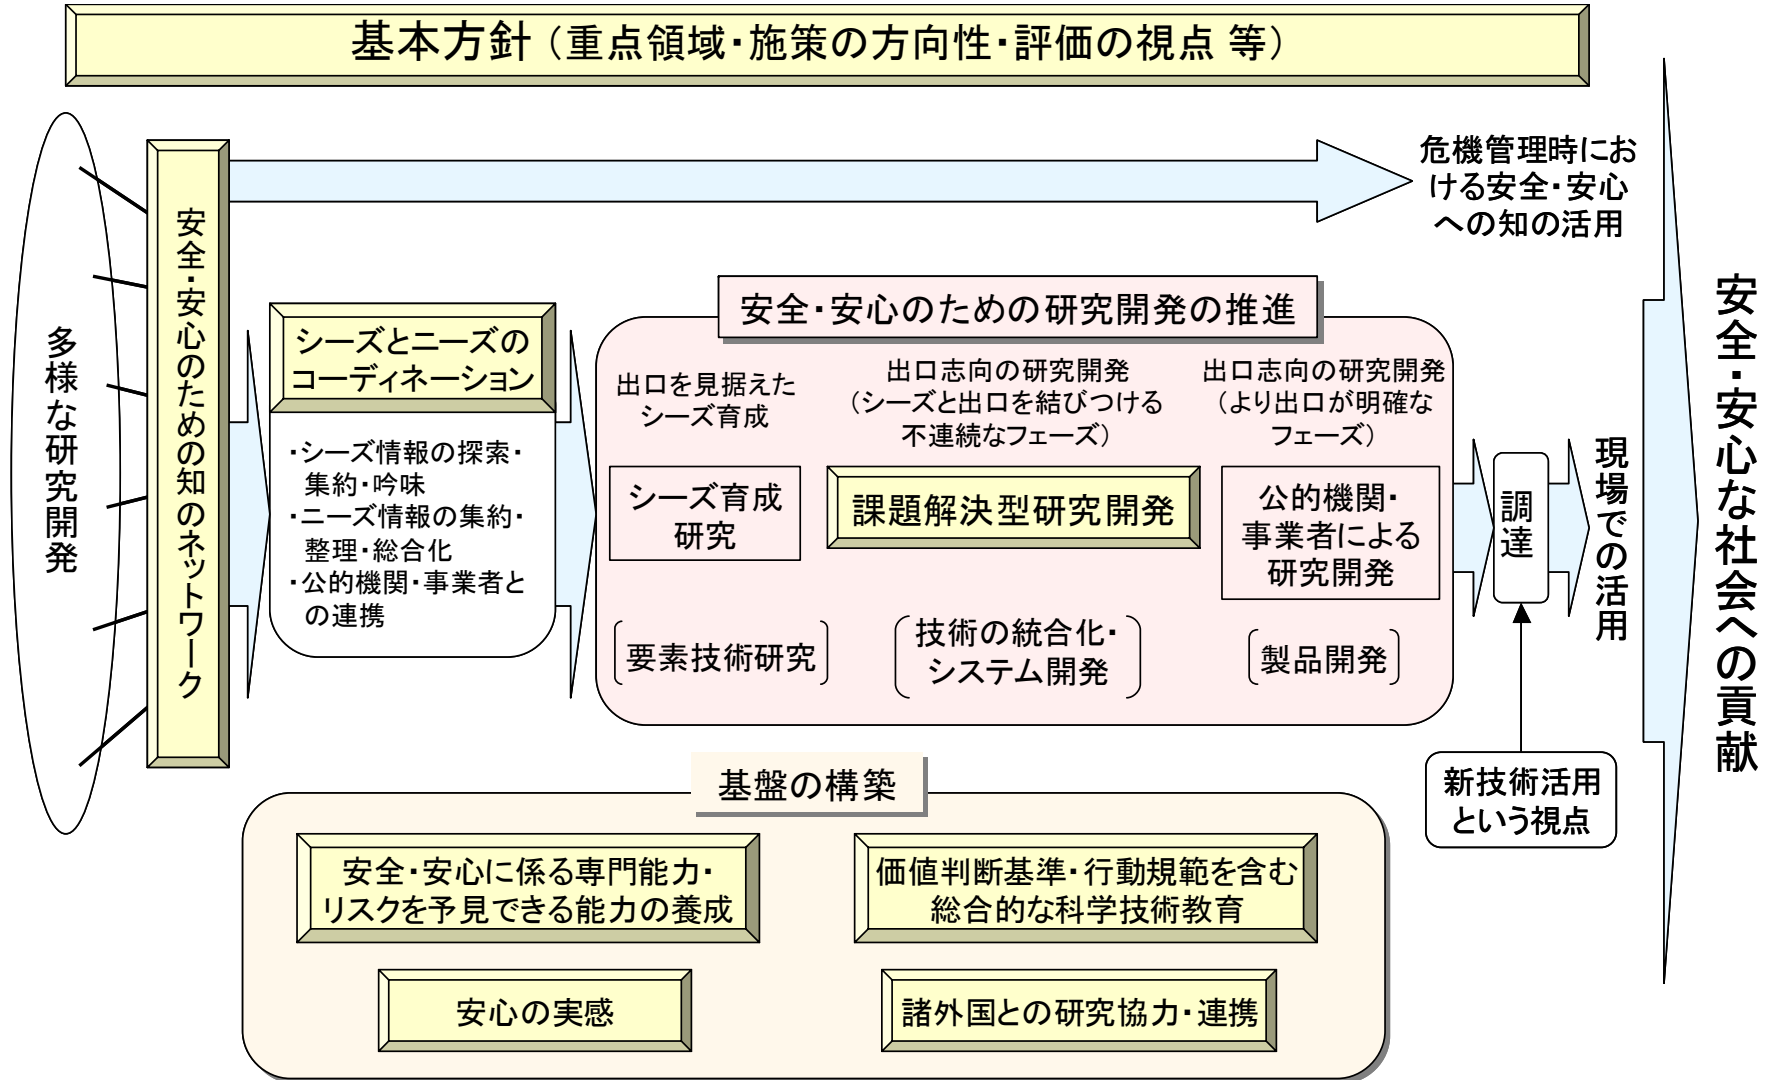 基本方針（重点領域・施策の方向性・評価の視点 等）
多様な研究開発
安全・安心のための知のネットワーク
危機管理時にお
ける安全・安心
への知の活用
シーズとニーズの
コーディネーション
・シーズ情報の探索・
集約・吟味
・ニーズ情報の集約・
整理・総合化
・公的機関・事業者と
の連携
安全・安心のための研究開発の推進
出口を見据えた
シーズ育成
シーズ育成
研究
要素技術研究
出口志向の研究開発
（シーズと出口を結びつける
不連続なフェーズ）
課題解決型研究開発
技術の統合化・
システム開発
出口志向の研究開発
（より出口が明確な
フェーズ）
公的機関・
事業者による
研究開発
製品開発
調達
現場での活用
新技術活用
という視点
安全・安心な社会への貢献
基盤の構築
安全・安心に係る専門能力・
リスクを予見できる能力の養成
価値判断基準・行動規範を含む
総合的な科学技術教育
安心の実感
諸外国との研究協力・連携